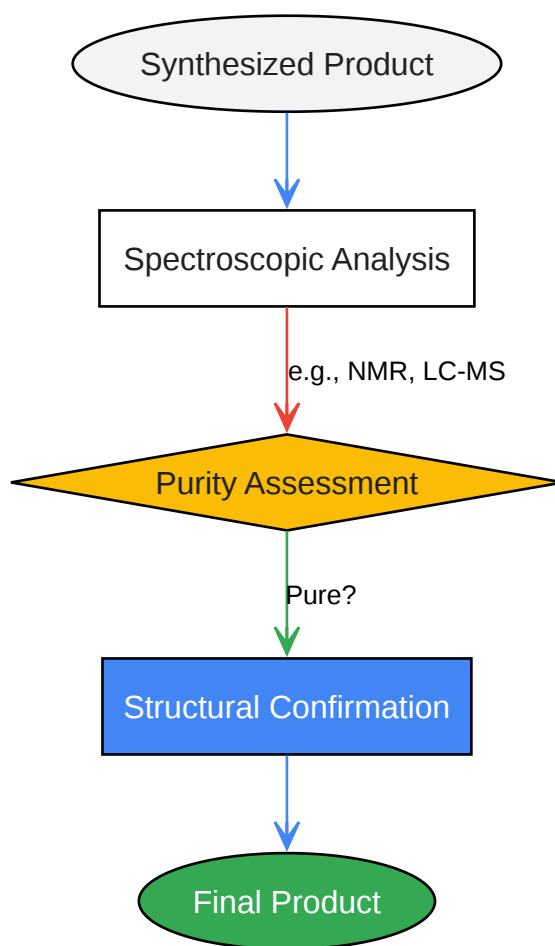 Synthesized Product
Spectroscopic Analysis
e.g., NMR, LC-MS
Purity Assessment
Pure?
Structural Confirmation
Final Product